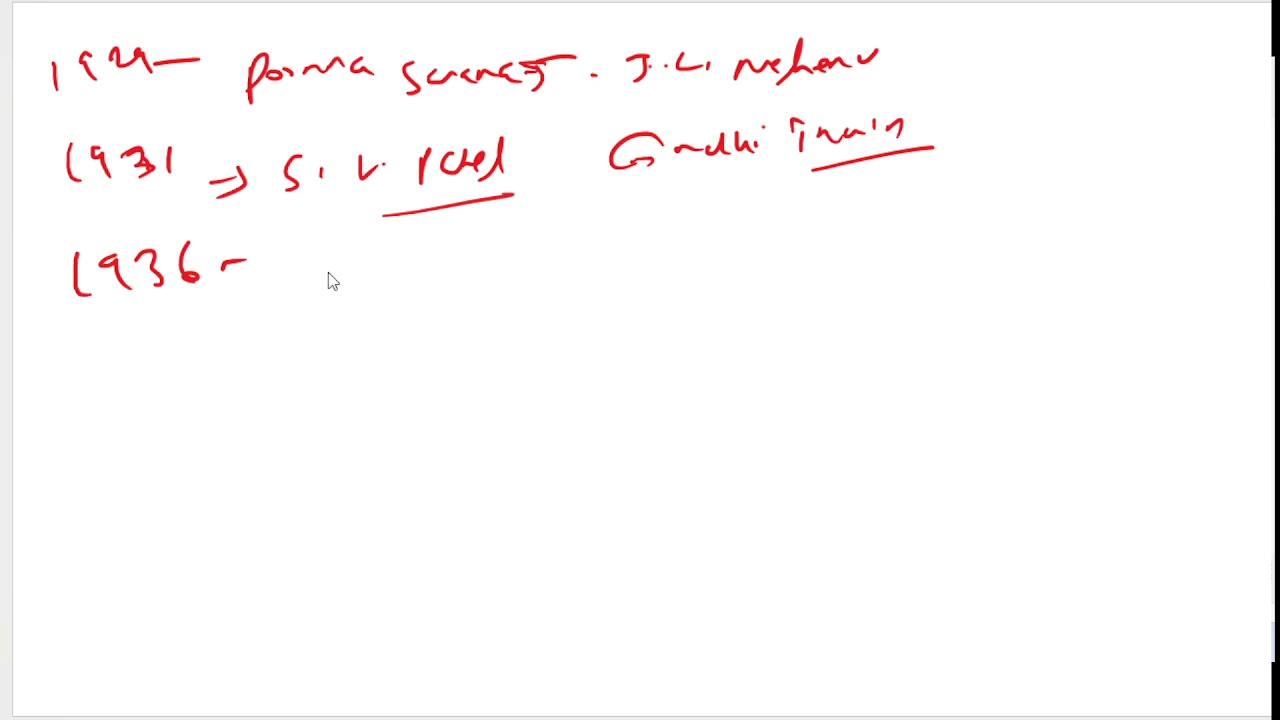 1929— Poorna Swaraj. J.L. Nehru
1931 → S. V. Patel Gandhi Irwin
1936 -